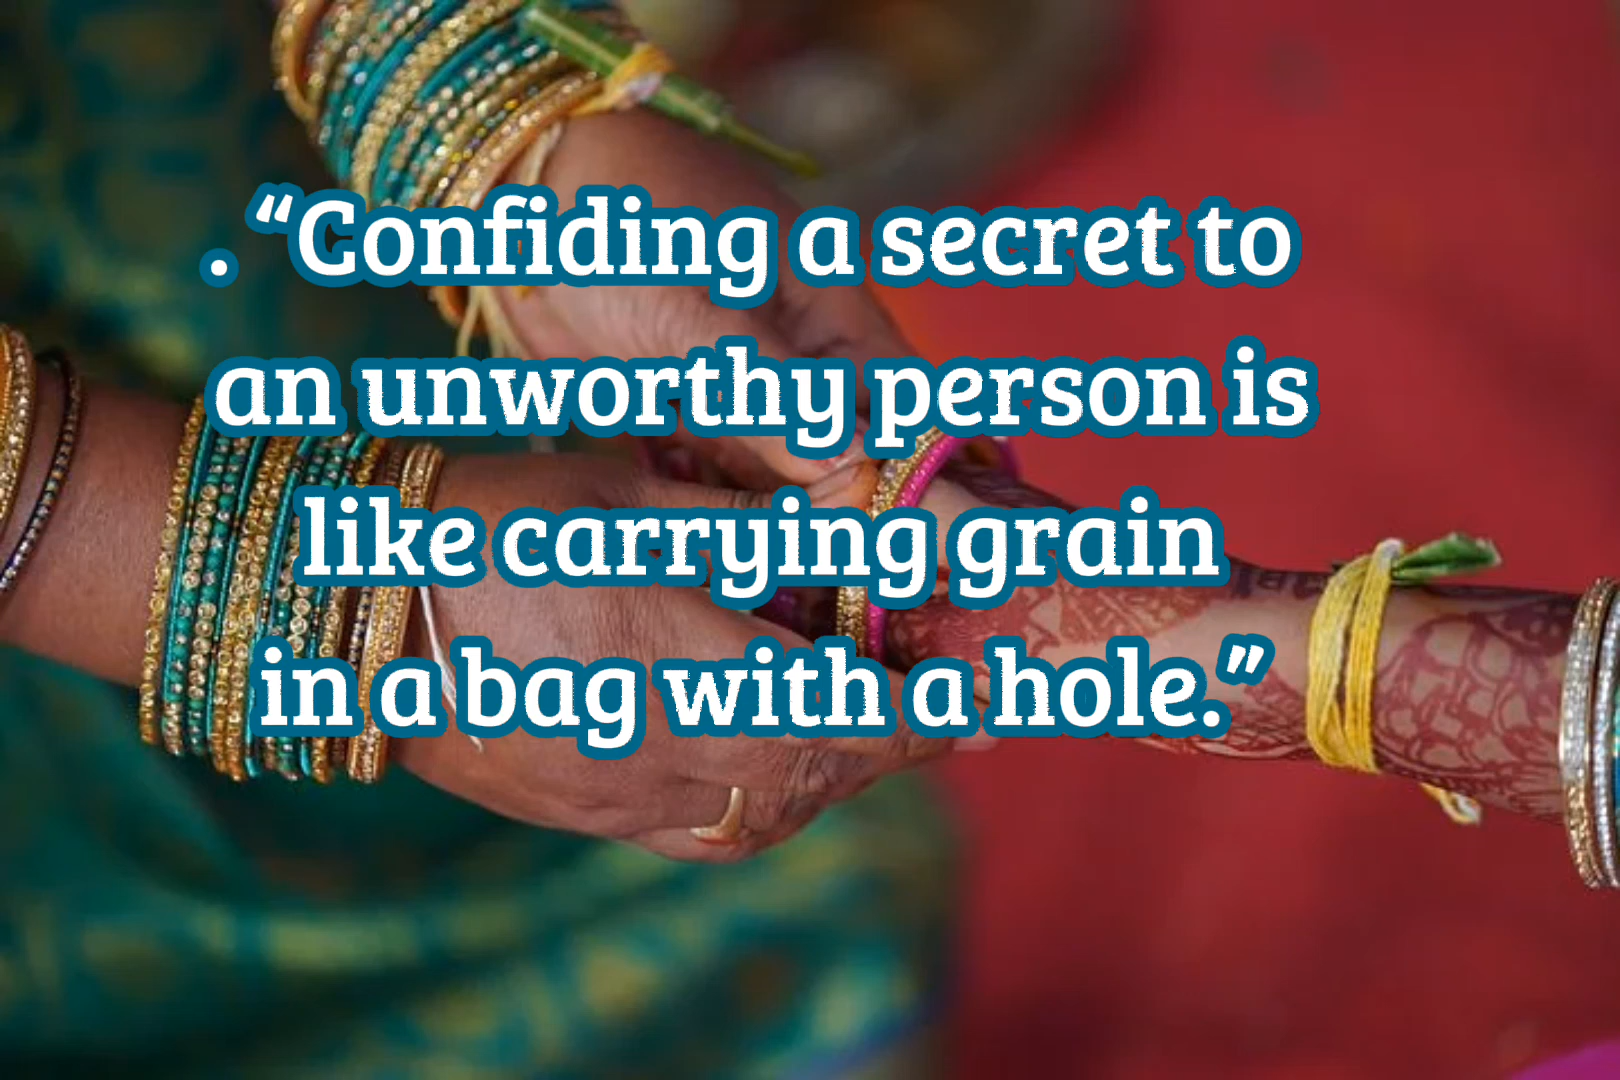 . “Confiding a secret to
an unworthy person is
like carrying grain
in a bag with a hole.”